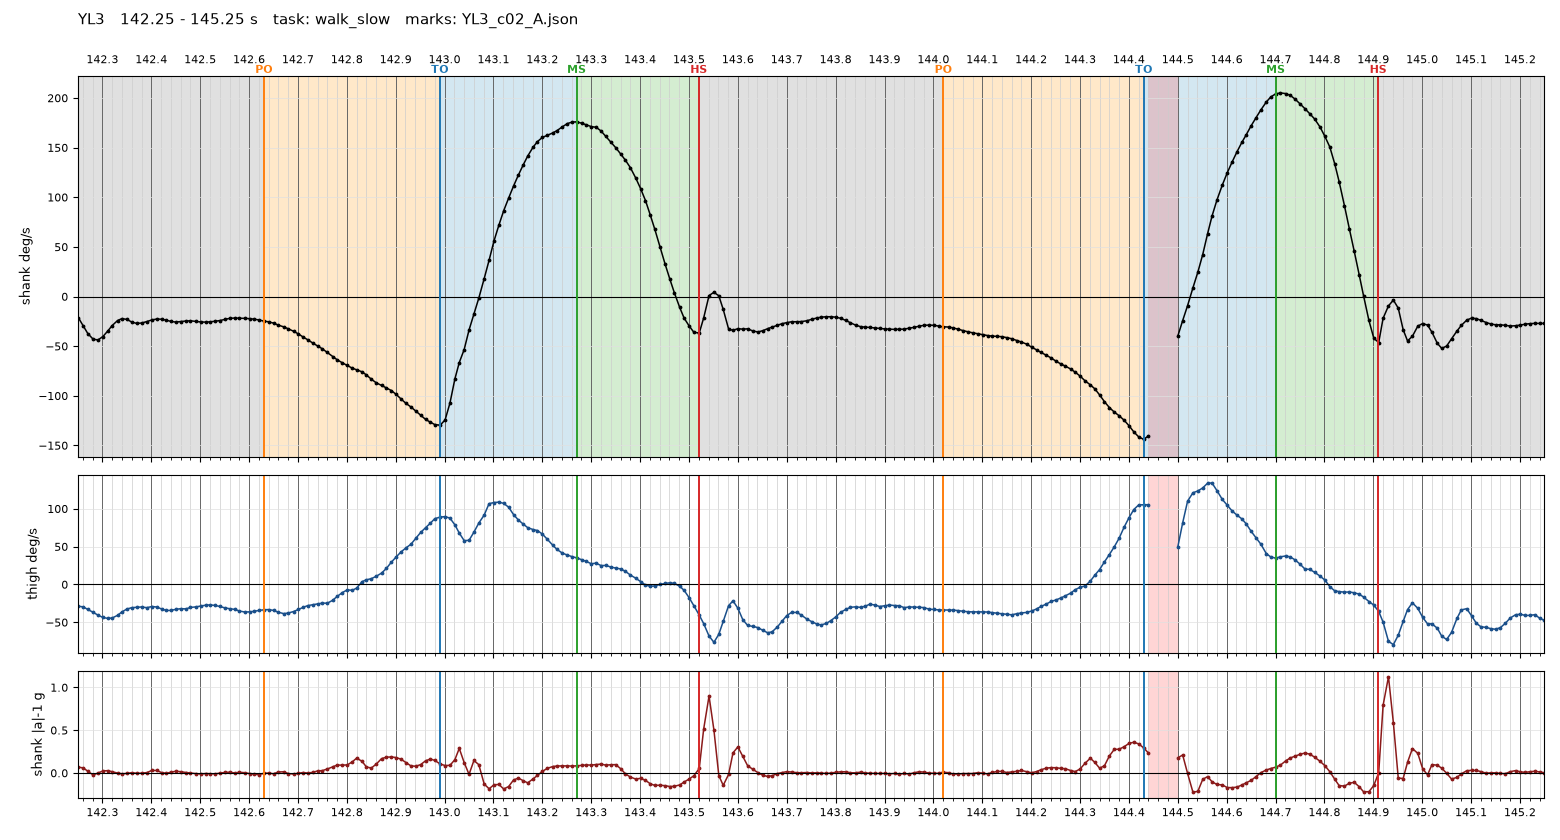 YL3   142.25 - 145.25 s   task: walk_slow   marks: YL3_c02_A.json
142.3 142.4 142.5 142.6 142.7 142.8 142.9 143.0 143.1 143.2 143.3 143.4 143.5 143.6 143.7 143.8 143.9 144.0 144.1 144.2 144.3 144.4 144.5 144.6 144.7 144.8 144.9 145.0 145.1 145.2
PO TO MS HS PO TO MS HS
shank deg/s
200
150
100
50
0
−50
−100
−150
thigh deg/s
100
50
0
−50
shank |a|-1 g
1.0
0.5
0.0
142.3 142.4 142.5 142.6 142.7 142.8 142.9 143.0 143.1 143.2 143.3 143.4 143.5 143.6 143.7 143.8 143.9 144.0 144.1 144.2 144.3 144.4 144.5 144.6 144.7 144.8 144.9 145.0 145.1 145.2